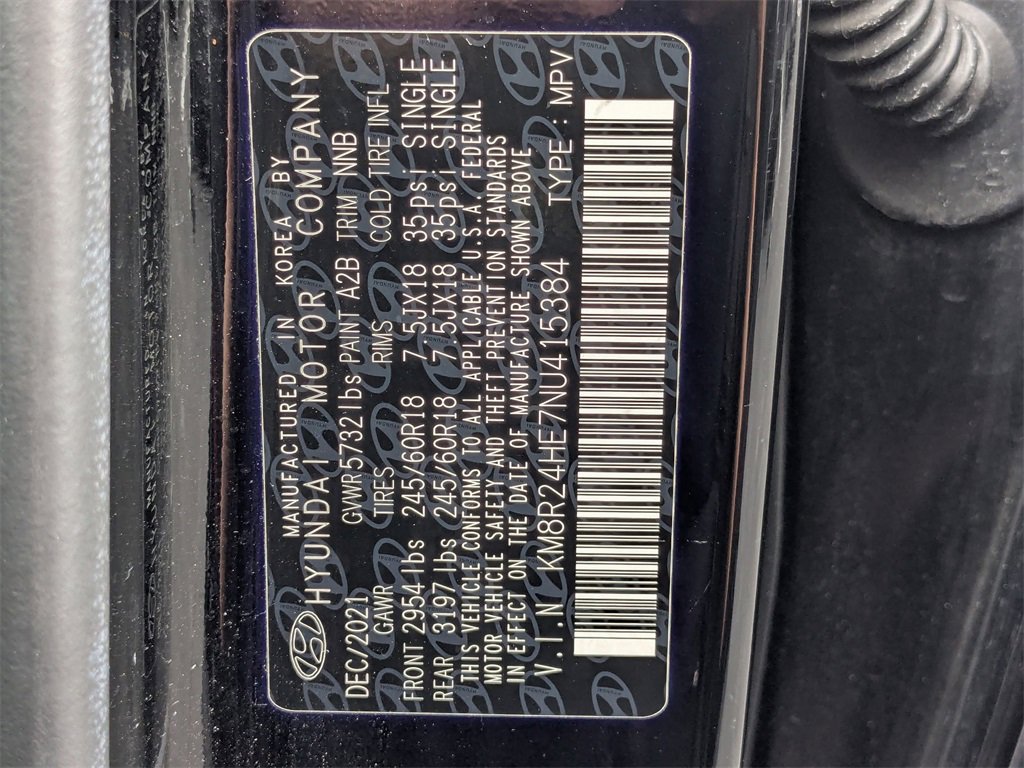 MANUFACTURED IN KOREA BY
HYUNDAI MOTOR COMPANY
DEC/2021 GVWR 5732 lbs PAINT A2B TRIM NNB
GAWR TIRES RIMS COLD TIRE INFL
FRONT 2954 lbs 245/60R18 7.5JX18 35psi SINGLE
REAR 3197 lbs 245/60R18 7.5JX18 35psi SINGLE
THIS VEHICLE CONFORMS TO ALL APPLICABLE U.S.A. FEDERAL
MOTOR VEHICLE SAFETY AND THEFT PREVENTION STANDARDS
IN EFFECT ON THE DATE OF MANUFACTURE SHOWN ABOVE
V.I.N : KM8R24HE7NU415384 TYPE : MPV